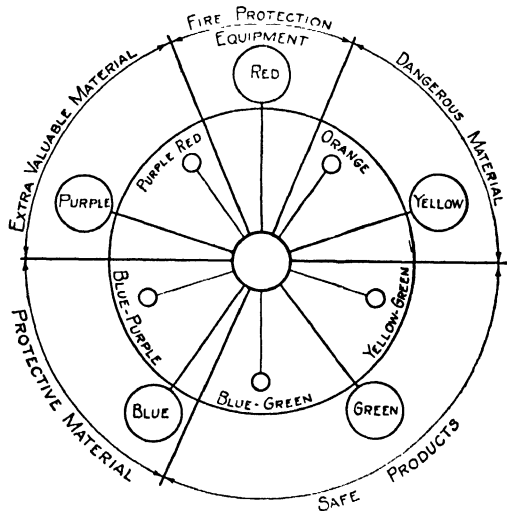 FIRE PROTECTION
EQUIPMENT
RED
DANGEROUS MATERIAL
ORANGE
YELLOW
YELLOW-GREEN
GREEN
SAFE PRODUCTS
BLUE-GREEN
BLUE
PROTECTIVE MATERIAL
BLUE-PURPLE
PURPLE
EXTRA VALUABLE MATERIAL
PURPLE RED